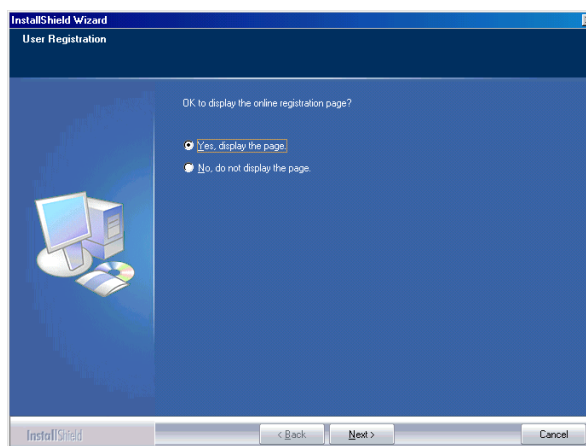 InstallShield Wizard
User Registration
OK to display the online registration page?
Yes, display the page.
No, do not display the page.
InstallShield
< Back
Next >
Cancel